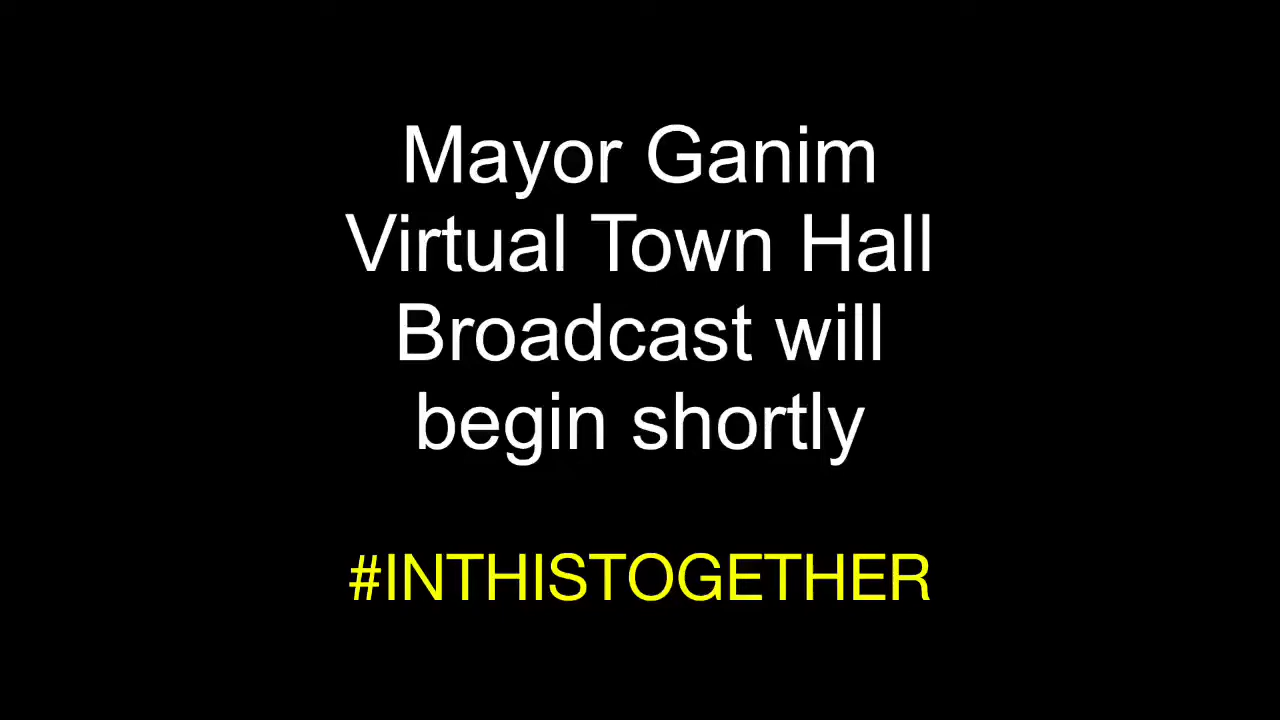 Mayor Ganim
Virtual Town Hall
Broadcast will
begin shortly
#INTHISTOGETHER